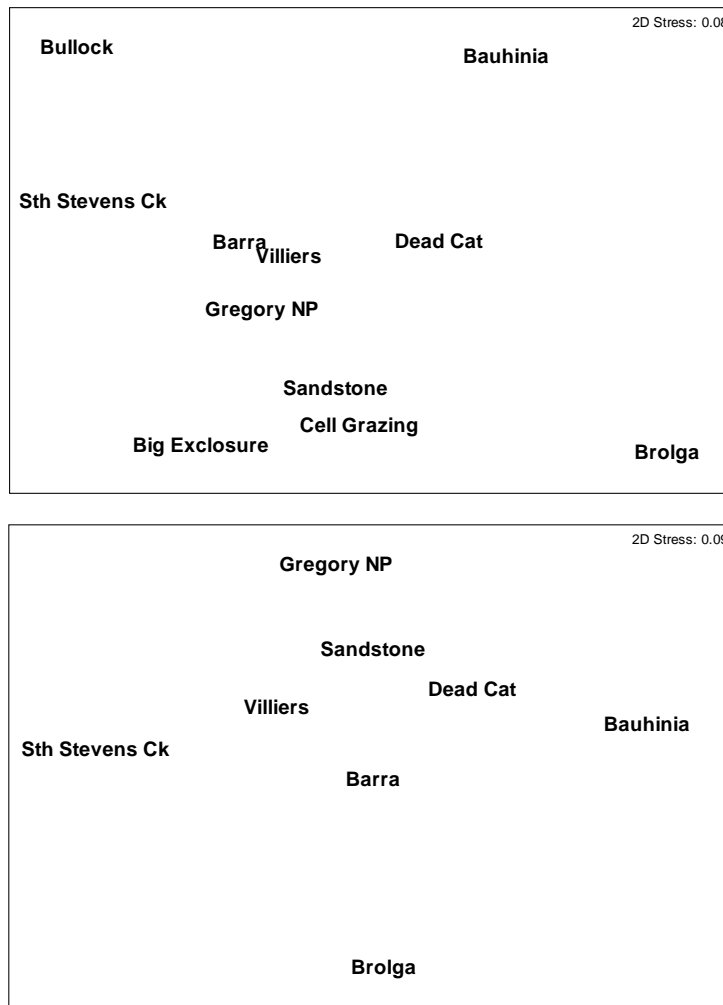 2D Stress: 0.08
Bullock
Bauhinia
Sth Stevens Ck
Barra
Dead Cat
Villiers
Gregory NP
Sandstone
Cell Grazing
Big Exclosure
Brolga
2D Stress: 0.09
Gregory NP
Sandstone
Dead Cat
Villiers
Bauhinia
Sth Stevens Ck
Barra
Brolga